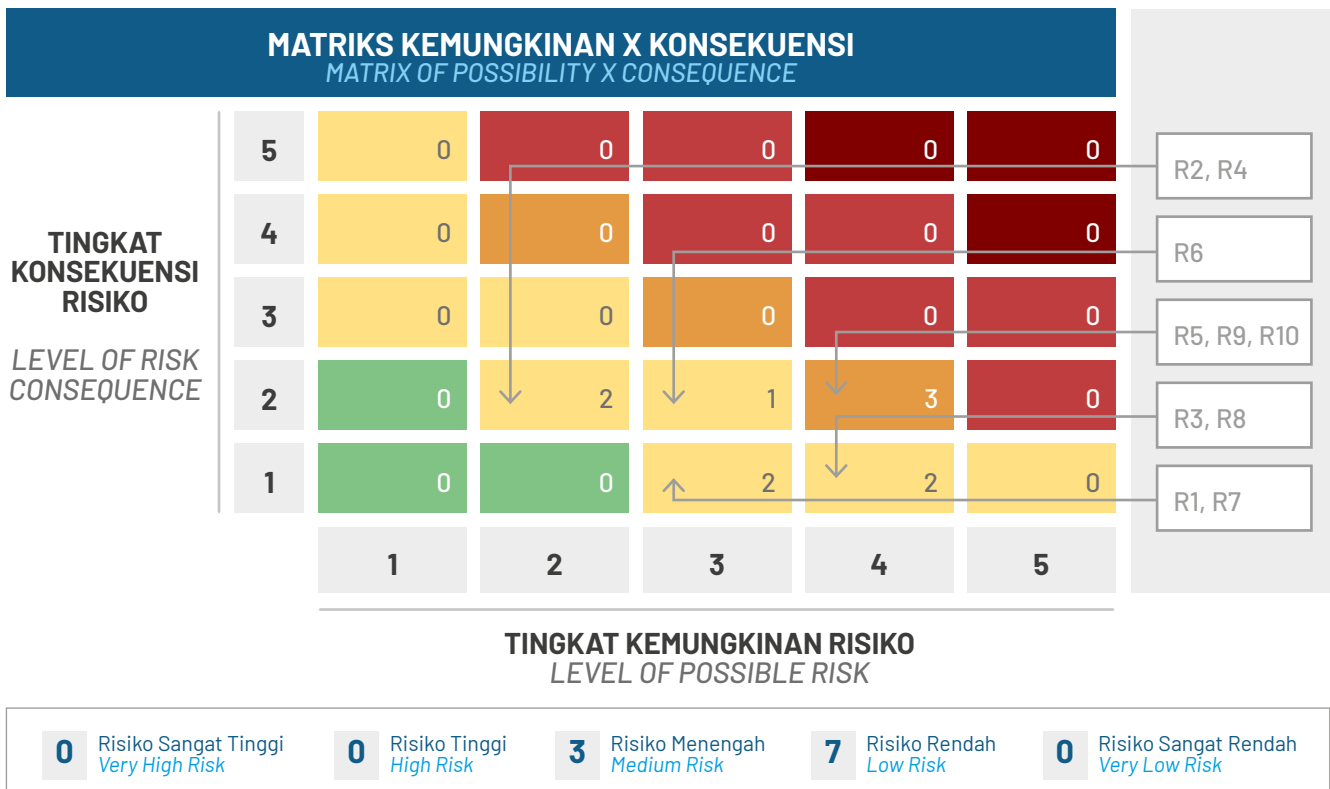 MATRIKS KEMUNGKINAN X KONSEKUENSI
MATRIX OF POSSIBILITY X CONSEQUENCE
TINGKAT
KONSEKUENSI
RISIKO
LEVEL OF RISK
CONSEQUENCE
5 0 0 0 0 0
4 0 0 0 0 0
3 0 0 0 0 0
2 0 2 1 3 0
1 0 0 2 2 0
1 2 3 4 5
R2, R4
R6
R5, R9, R10
R3, R8
R1, R7
TINGKAT KEMUNGKINAN RISIKO
LEVEL OF POSSIBLE RISK
0 Risiko Sangat Tinggi
Very High Risk
0 Risiko Tinggi
High Risk
3 Risiko Menengah
Medium Risk
7 Risiko Rendah
Low Risk
0 Risiko Sangat Rendah
Very Low Risk